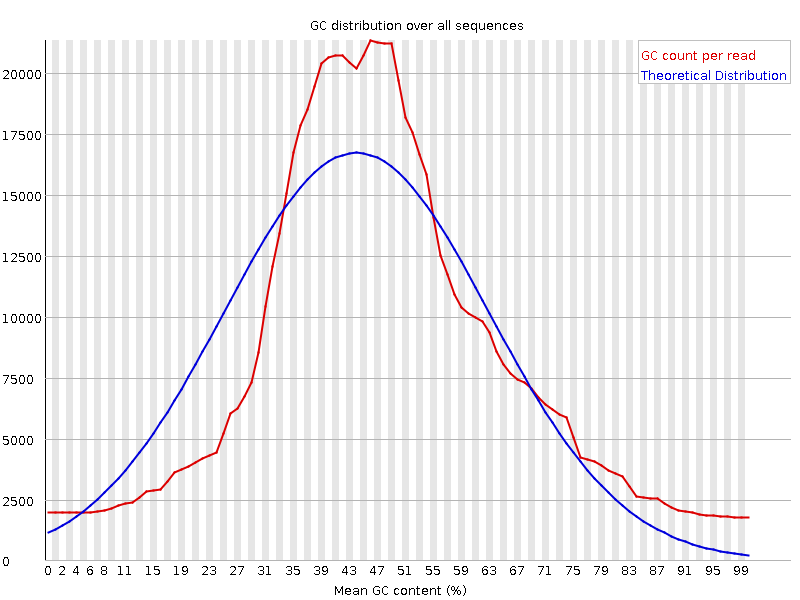 GC distribution over all sequences
GC count per read
Theoretical Distribution
20000
17500
15000
12500
10000
7500
5000
2500
0
0 2 4 6 8 11 15 19 23 27 31 35 39 43 47 51 55 59 63 67 71 75 79 83 87 91 95 99
Mean GC content (%)